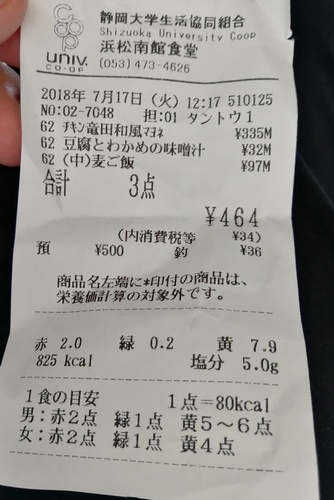 coop
univ.
CO-OP
静岡大学生活協同組合
Shizuoka University Coop
浜松南館食堂
(053) 473-4626
2018年 7月17日（火）12:17 510125
NO:02-7048 担:01 タントウ1
62 チキン竜田和風マヨネ ¥335M
62 豆腐とわかめの味噌汁 ¥32M
62 (中)麦ご飯 ¥97M
合計 3点
¥464
(内消費税等 ¥34)
預 ¥500 釣 ¥36
商品名左端に*印付の商品は、
栄養価計算の対象外です。
赤 2.0 緑 0.2 黄 7.9
825 kcal 塩分 5.0g
1食の目安 1点=80kcal
男:赤2点 緑1点 黄5～6点
女:赤2点 緑1点 黄4点